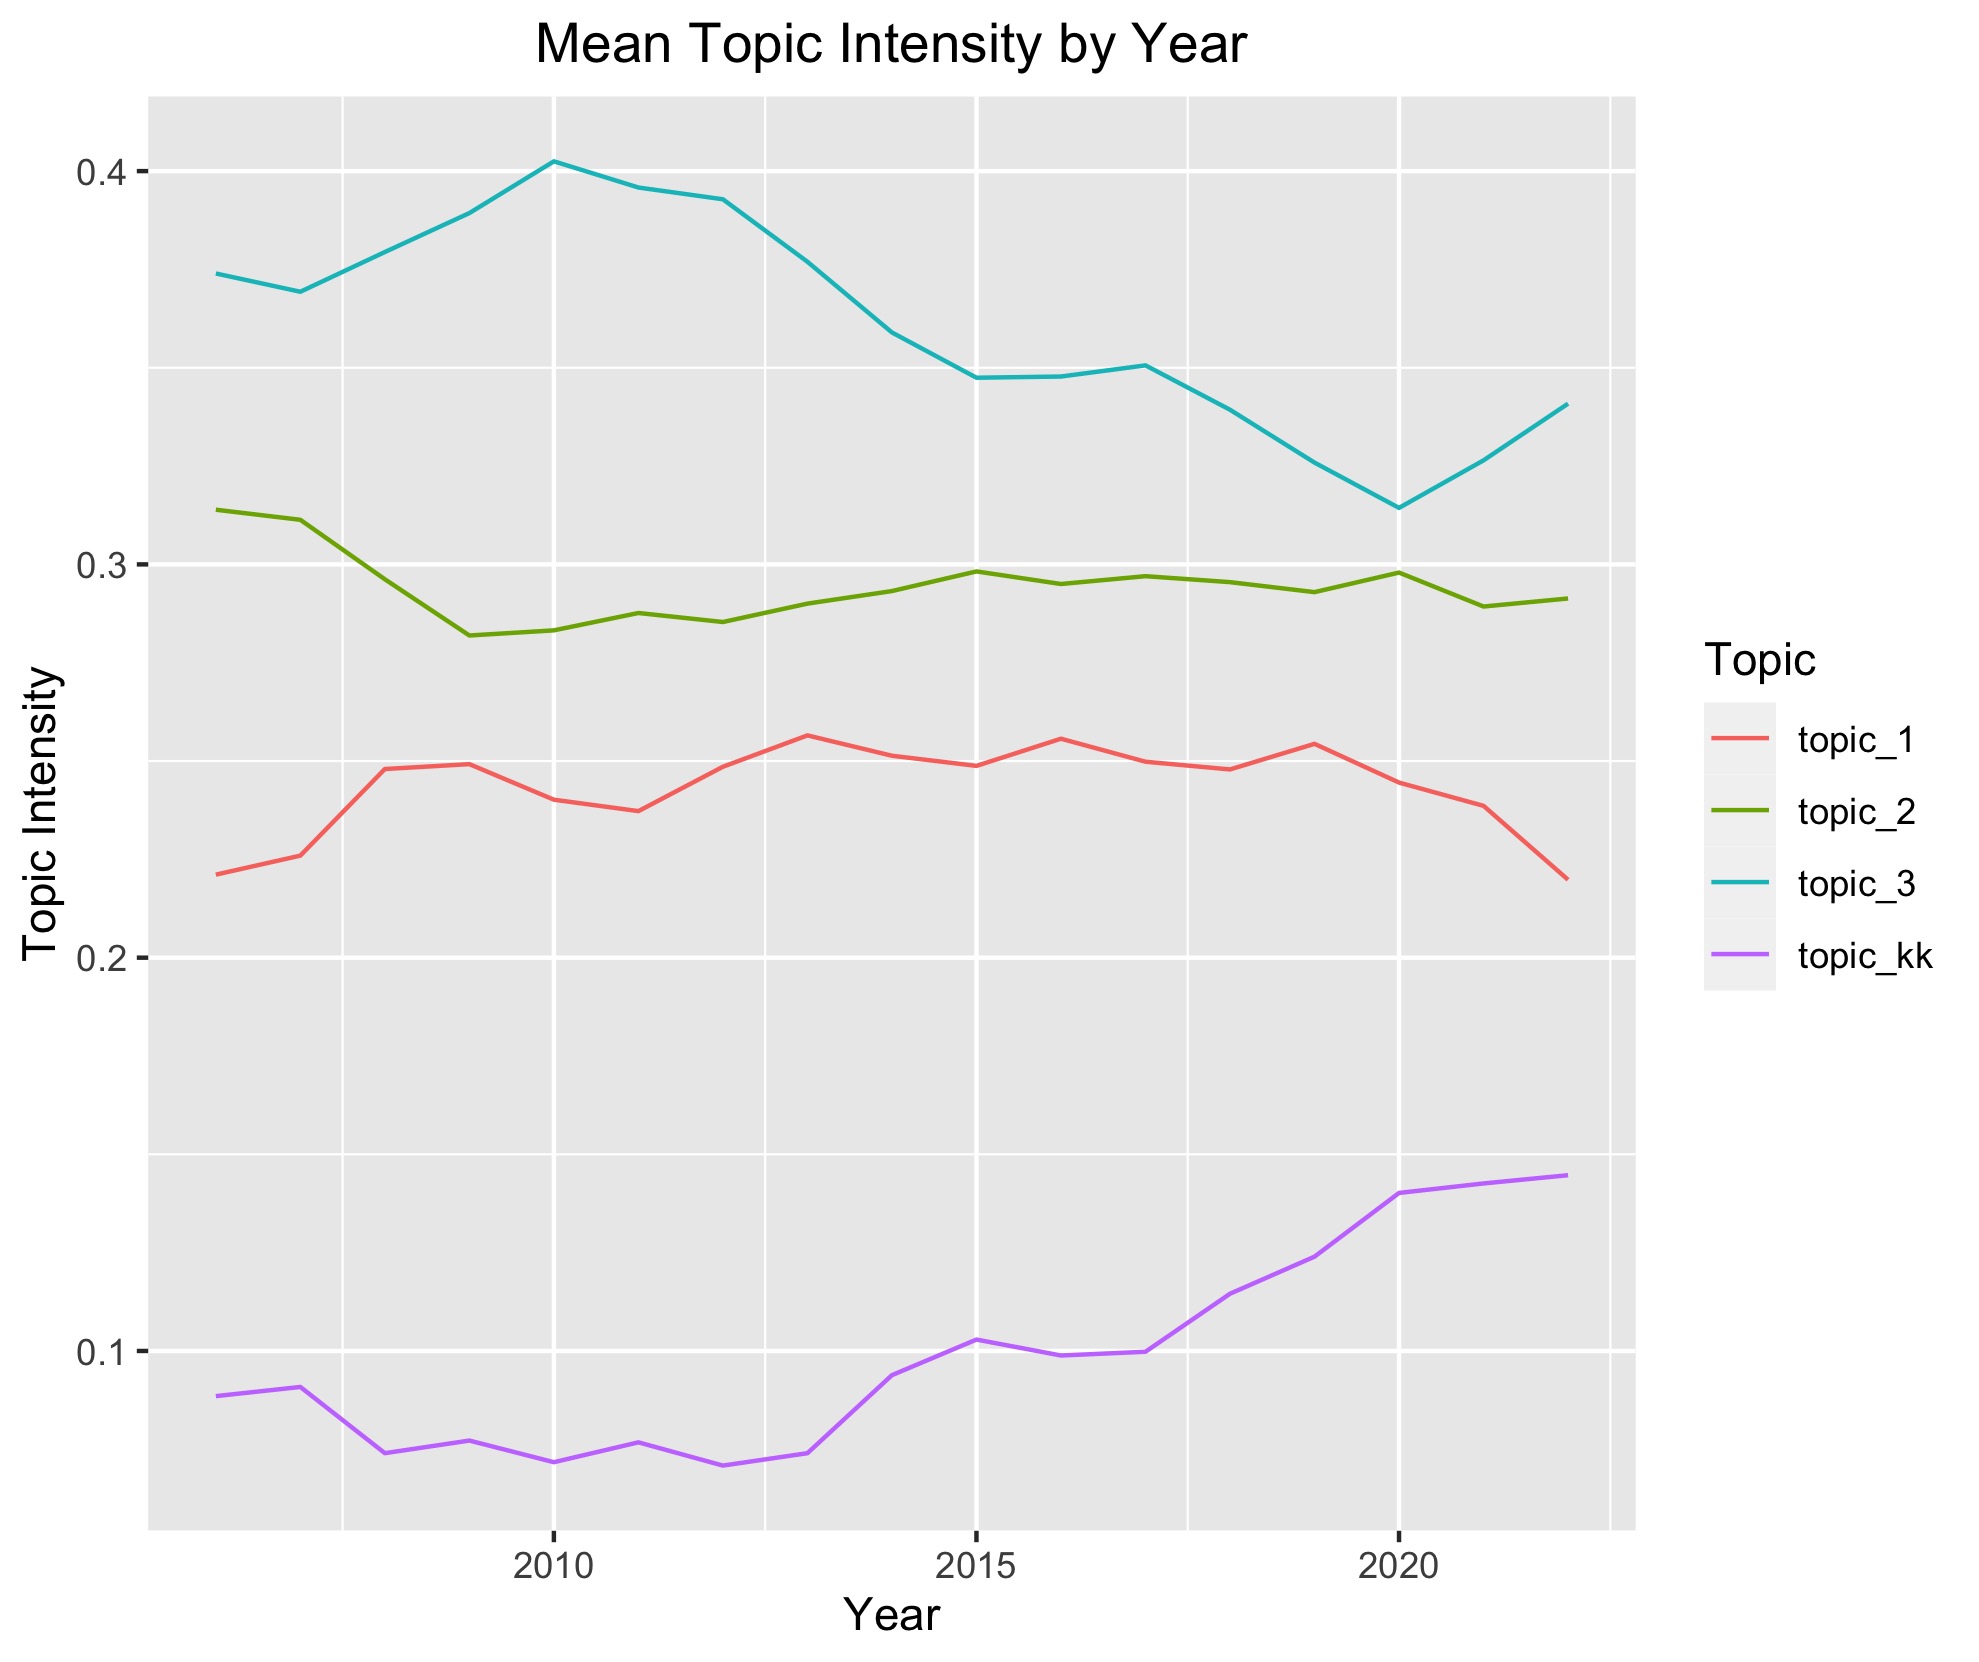 Mean Topic Intensity by Year
Topic Intensity
0.4
0.3
0.2
0.1
2010 2015 2020
Year
Topic
topic_1
topic_2
topic_3
topic_kk